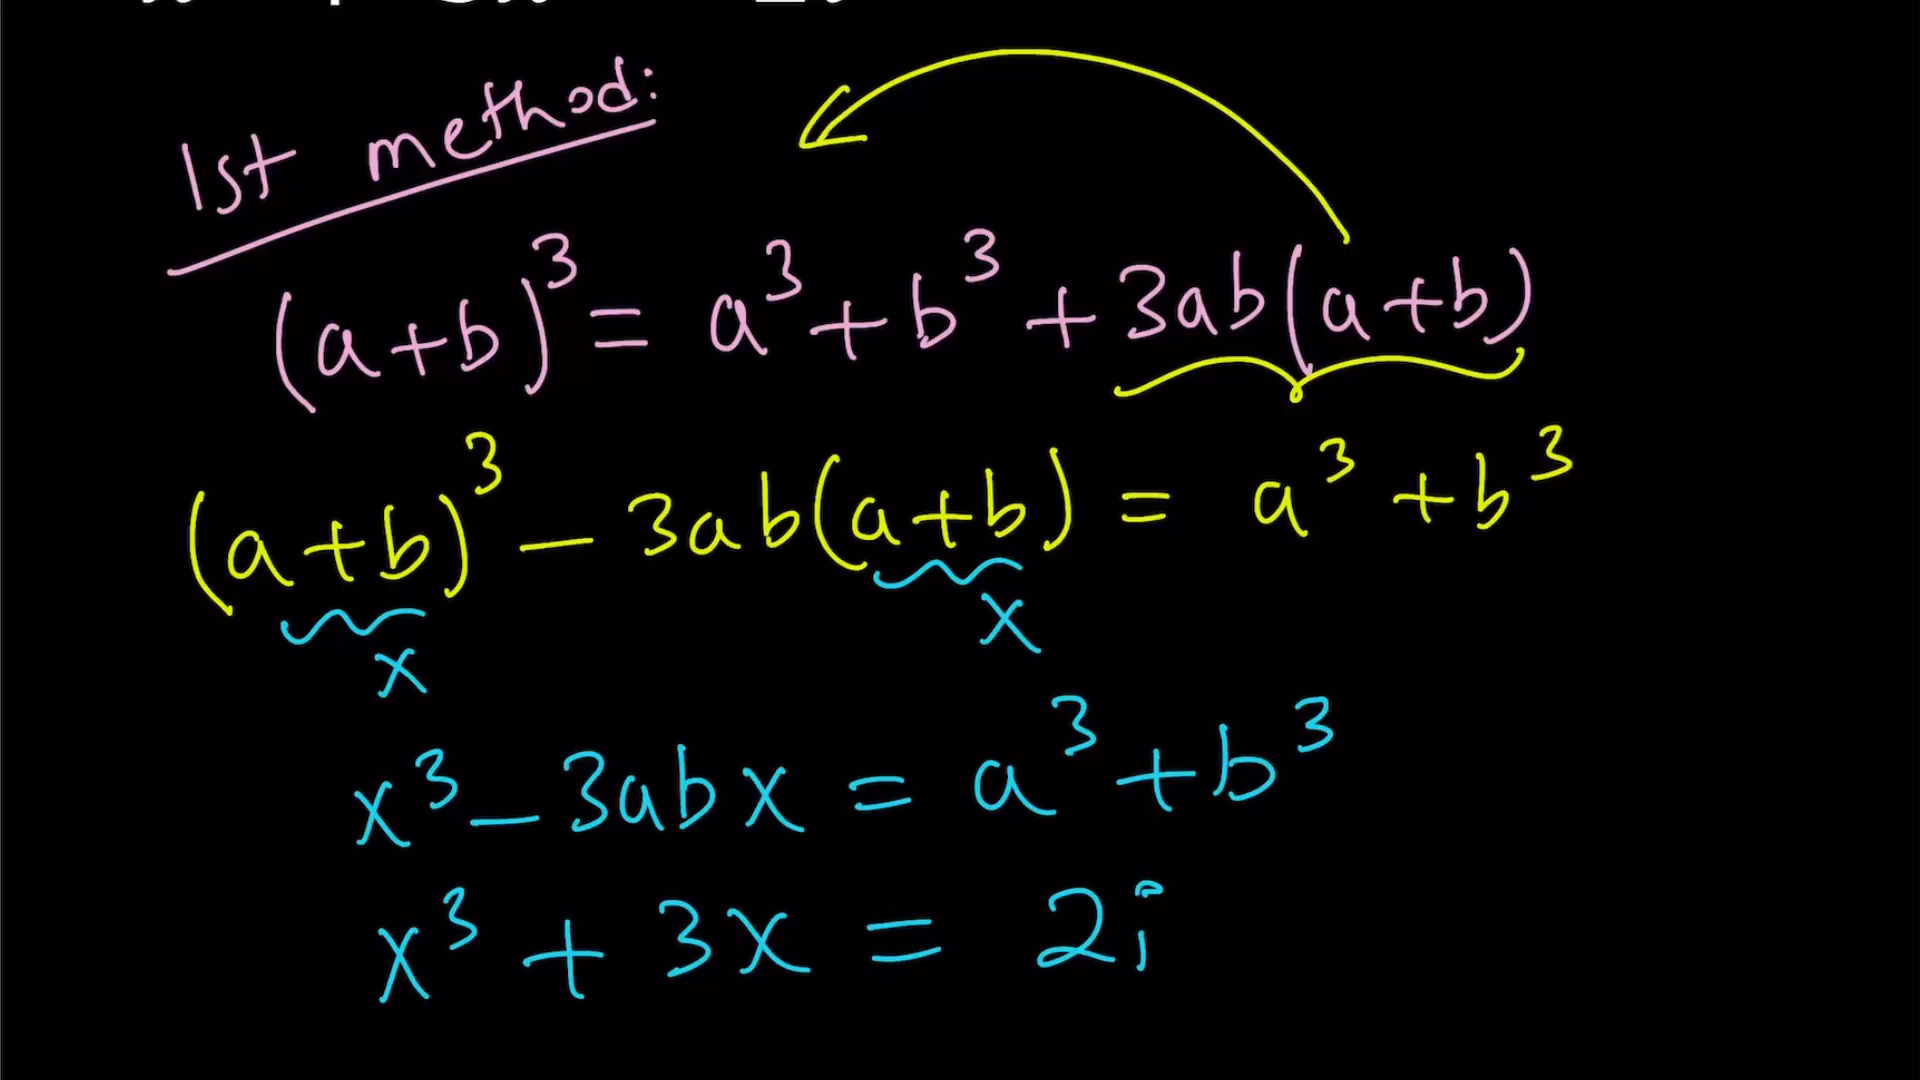 1st method:
(a+b)³ = a³ + b³ + 3ab(a+b)
(a+b)³ − 3ab(a+b) = a³ + b³
x x
x³ − 3abx = a³ + b³
x³ + 3x = 2i